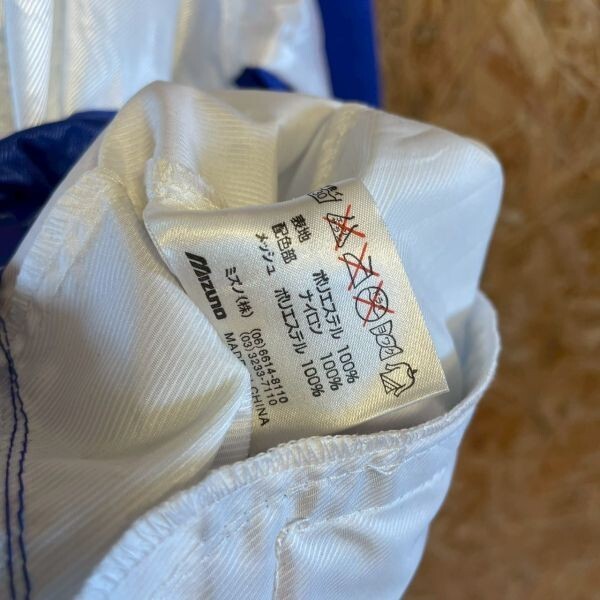 表地 ポリエステル 100%
配色部 ナイロン 100%
メッシュ ポリエステル 100%
MIZUNO
ミズノ(株) (06)6614-8110
(03)3233-7110
MADE CHINA